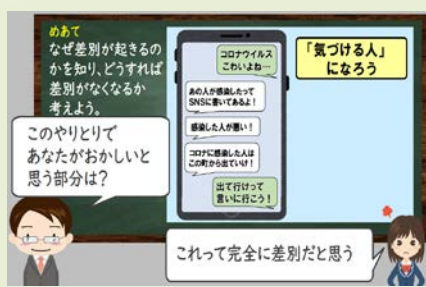 めあて
なぜ差別が起きるの
かを知り、どうすれば
差別がなくなるか
考えよう。
コロナウイルス
こわいよね…
あの人が感染したって
SNSに書いてあるよ！
感染した人が悪い！
コロナに感染した人は
この町から出ていけ！
出て行けって
言いに行こう！
「気づける人」
になろう
このやりとりで
あなたがおかしいと
思う部分は？
これって完全に差別だと思う